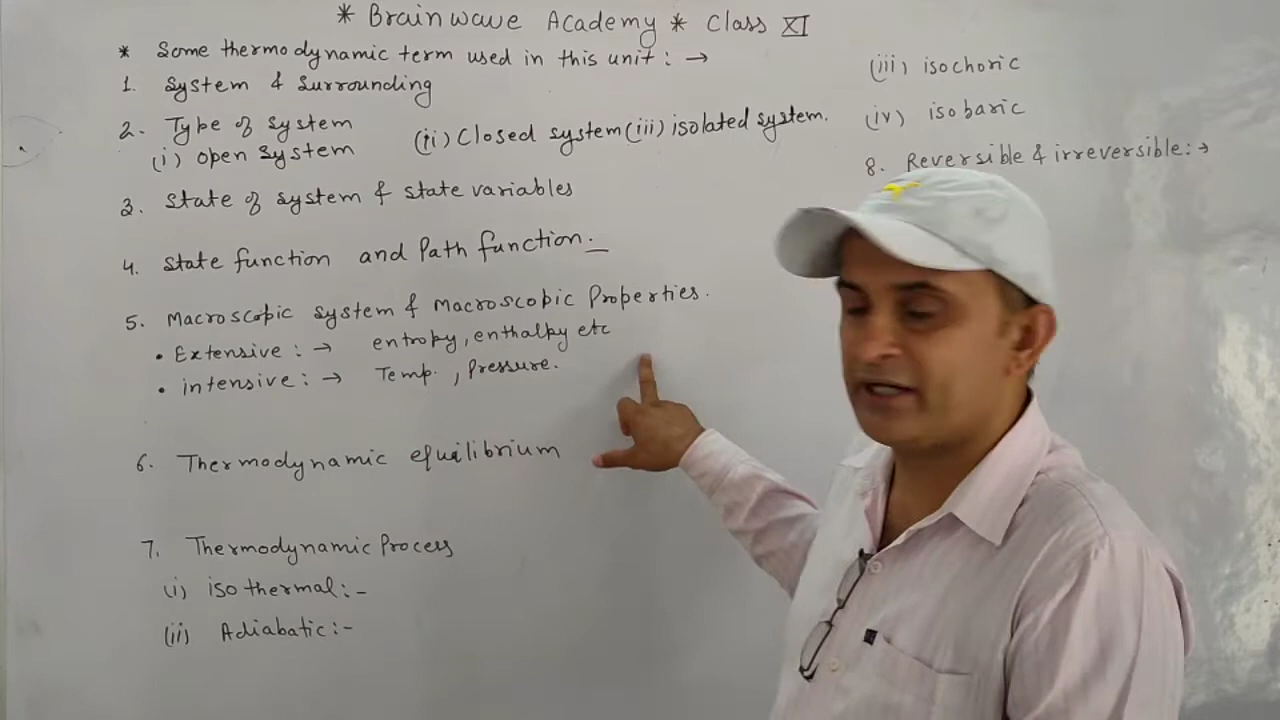 * Brainwave Academy * Class XI
* Some thermodynamic term used in this unit : →
1. System & Surrounding
2. Type of System
(i) open System (ii) Closed system (iii) isolated system.
3. State of system & state variables
4. State function and Path function.
5. Macroscopic system & Macroscopic Properties.
• Extensive : → entropy, enthalpy etc
• intensive : → Temp. , Pressure.
6. Thermodynamic equilibrium
7. Thermodynamic Process
(i) isothermal :-
(ii) Adiabatic :-
(iii) isochoric
(iv) isobaric
8. Reversible & irreversible : →